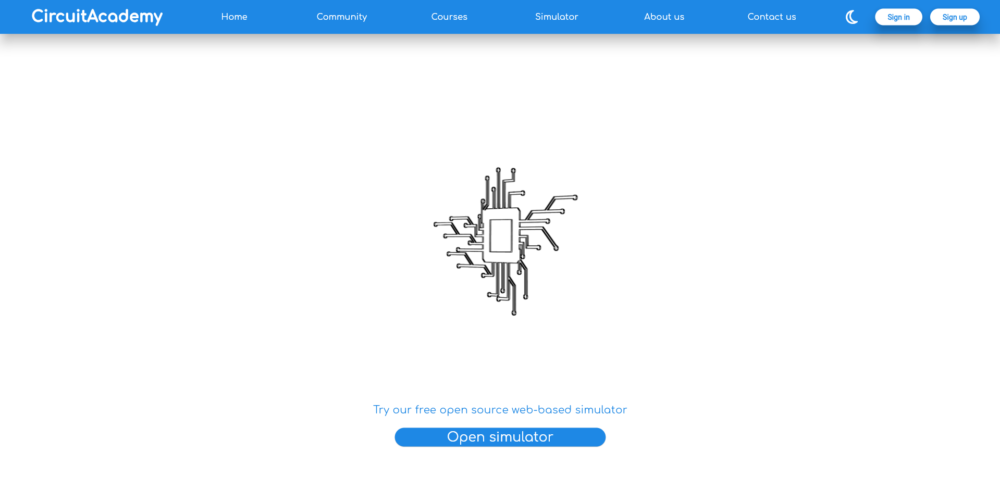 CircuitAcademy Home Community Courses Simulator About us Contact us Sign in Sign up
Try our free open source web-based simulator
Open simulator